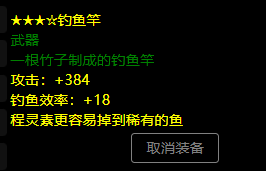 ★★★☆钓鱼竿
武器
一根竹子制成的钓鱼竿
攻击：+384
钓鱼效率：+18
程灵素更容易掉到稀有的鱼
取消装备